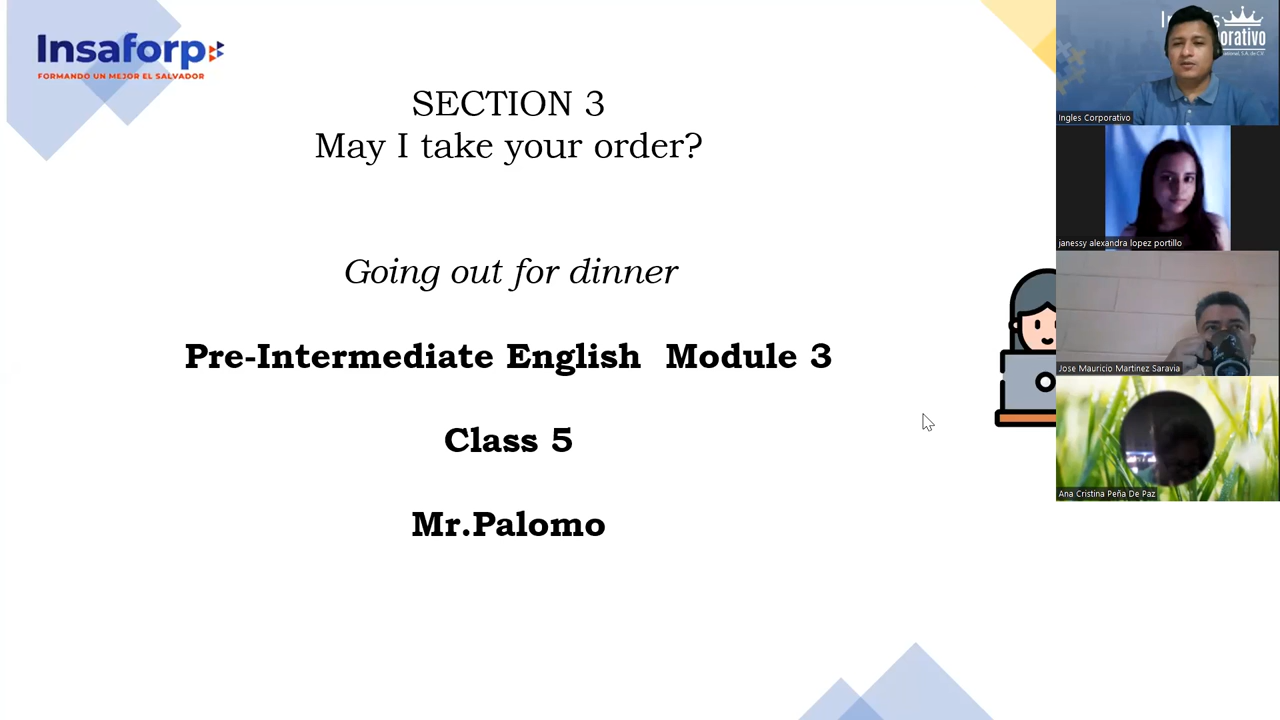 Insaforp
FORMANDO UN MEJOR EL SALVADOR
SECTION 3
May I take your order?
Going out for dinner
Pre-Intermediate English Module 3
Class 5
Mr.Palomo
Ingles Corporativo
janessy alexandra lopez portillo
Jose Mauricio Martinez Saravia
Ana Cristina Peña De Paz